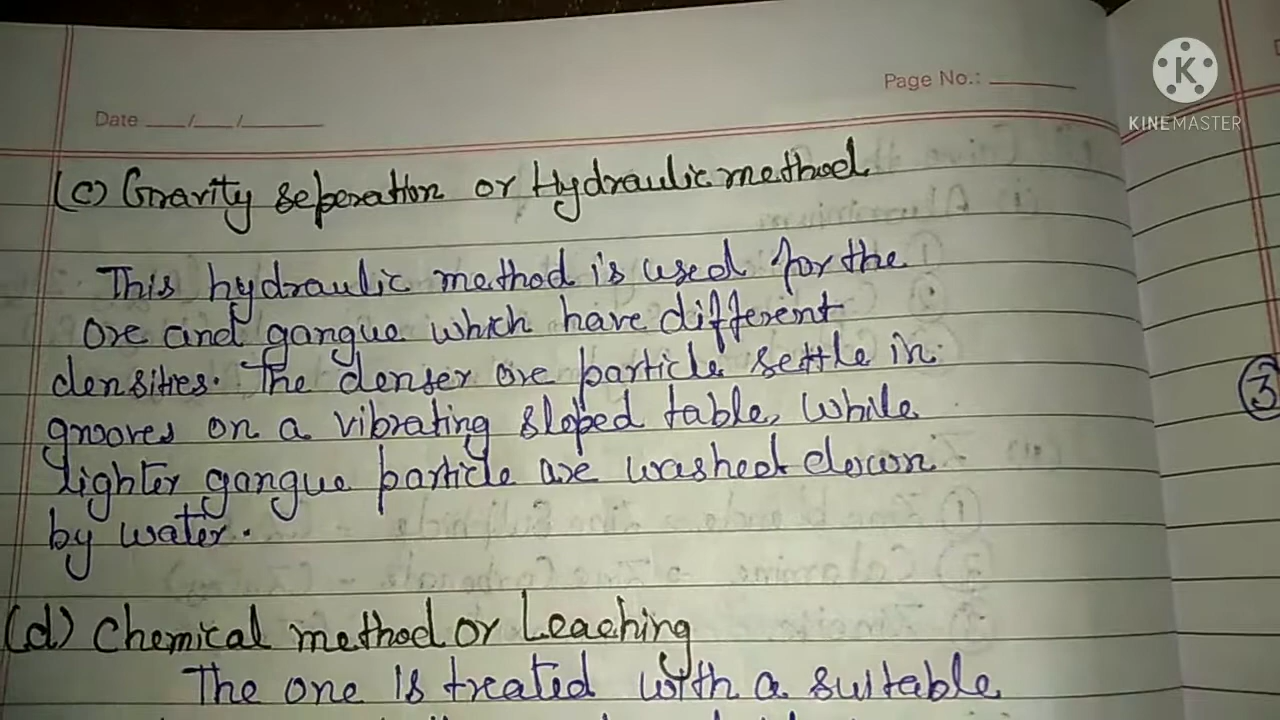 Page No.:
K
KINEMASTER
Date / /
(c) Gravity seperation or Hydraulic method
This hydraulic method is used for the
ore and gangue which have different
densities. The denser ore particle settle in
grooves on a vibrating sloped table, while
lighter gangue particle are washed down
by water.
3
(d) Chemical method or Leaching
The one is treated with a suitable